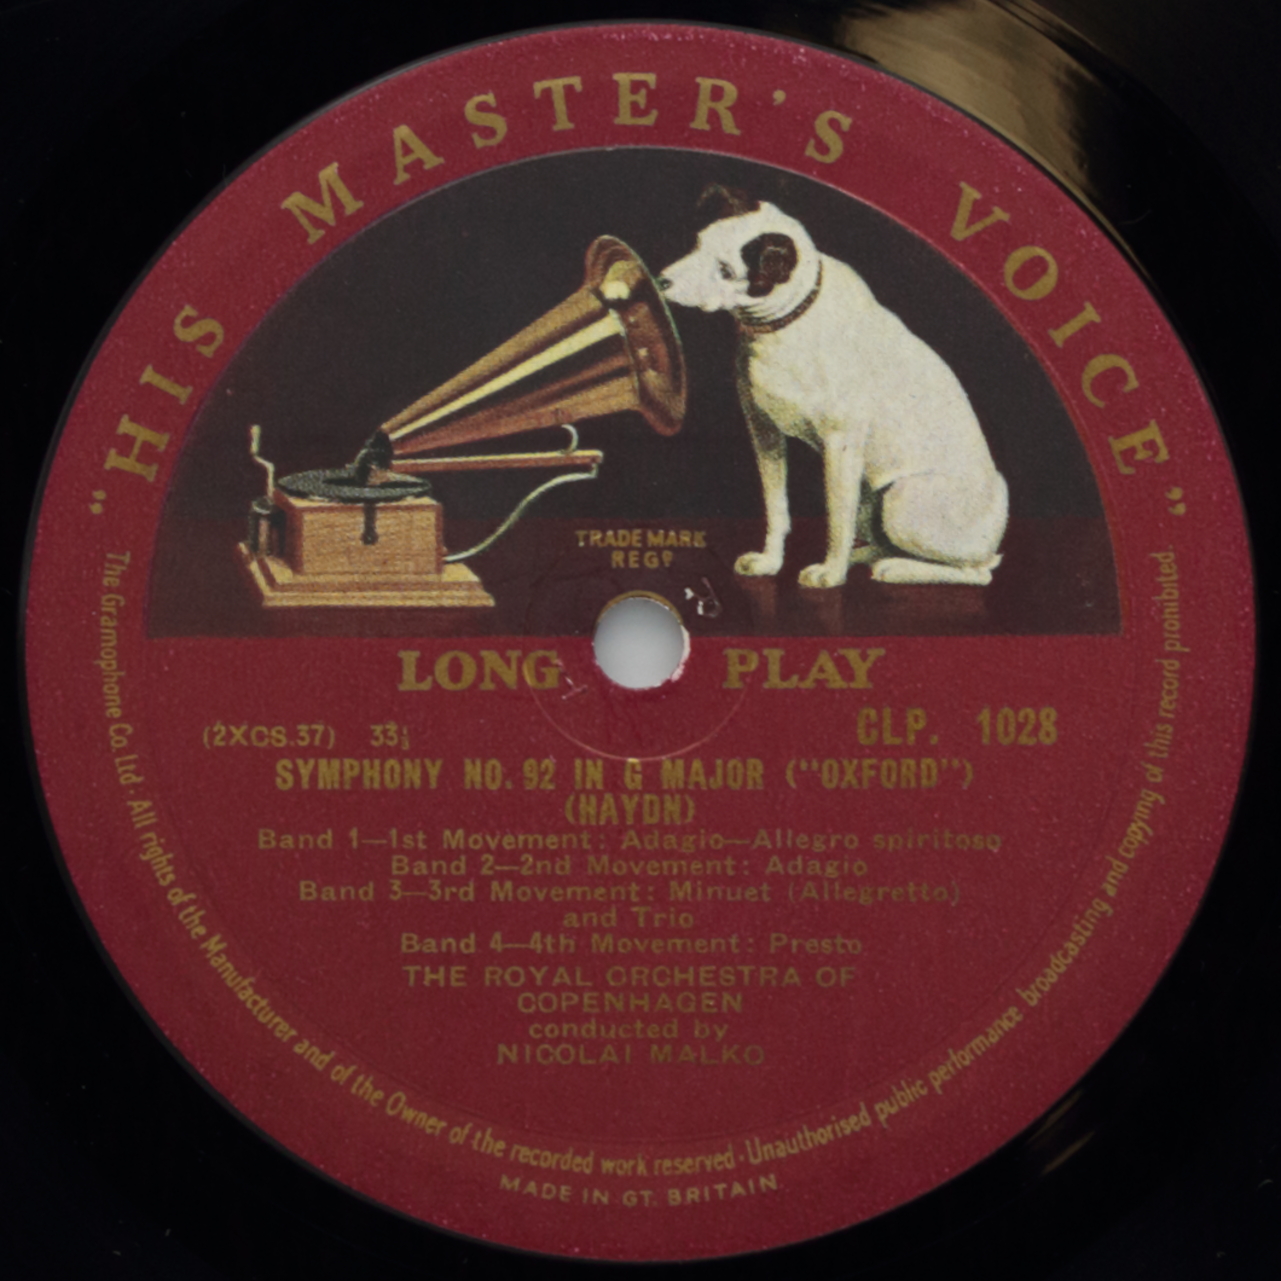 "HIS MASTER'S VOICE"
TRADE MARK
REGD
LONG PLAY
(2XCS.37) 33⅓ CLP. 1028
SYMPHONY NO. 92 IN G MAJOR ("OXFORD")
(HAYDN)
Band 1—1st Movement: Adagio—Allegro spiritoso
Band 2—2nd Movement: Adagio
Band 3—3rd Movement: Minuet (Allegretto)
and Trio
Band 4—4th Movement: Presto
THE ROYAL ORCHESTRA OF
COPENHAGEN
conducted by
NICOLAI MALKO
The Gramophone Co. Ltd · All rights of the Manufacturer and of the Owner of the recorded work reserved · Unauthorised public performance broadcasting and copying of this record prohibited.
MADE IN GT. BRITAIN